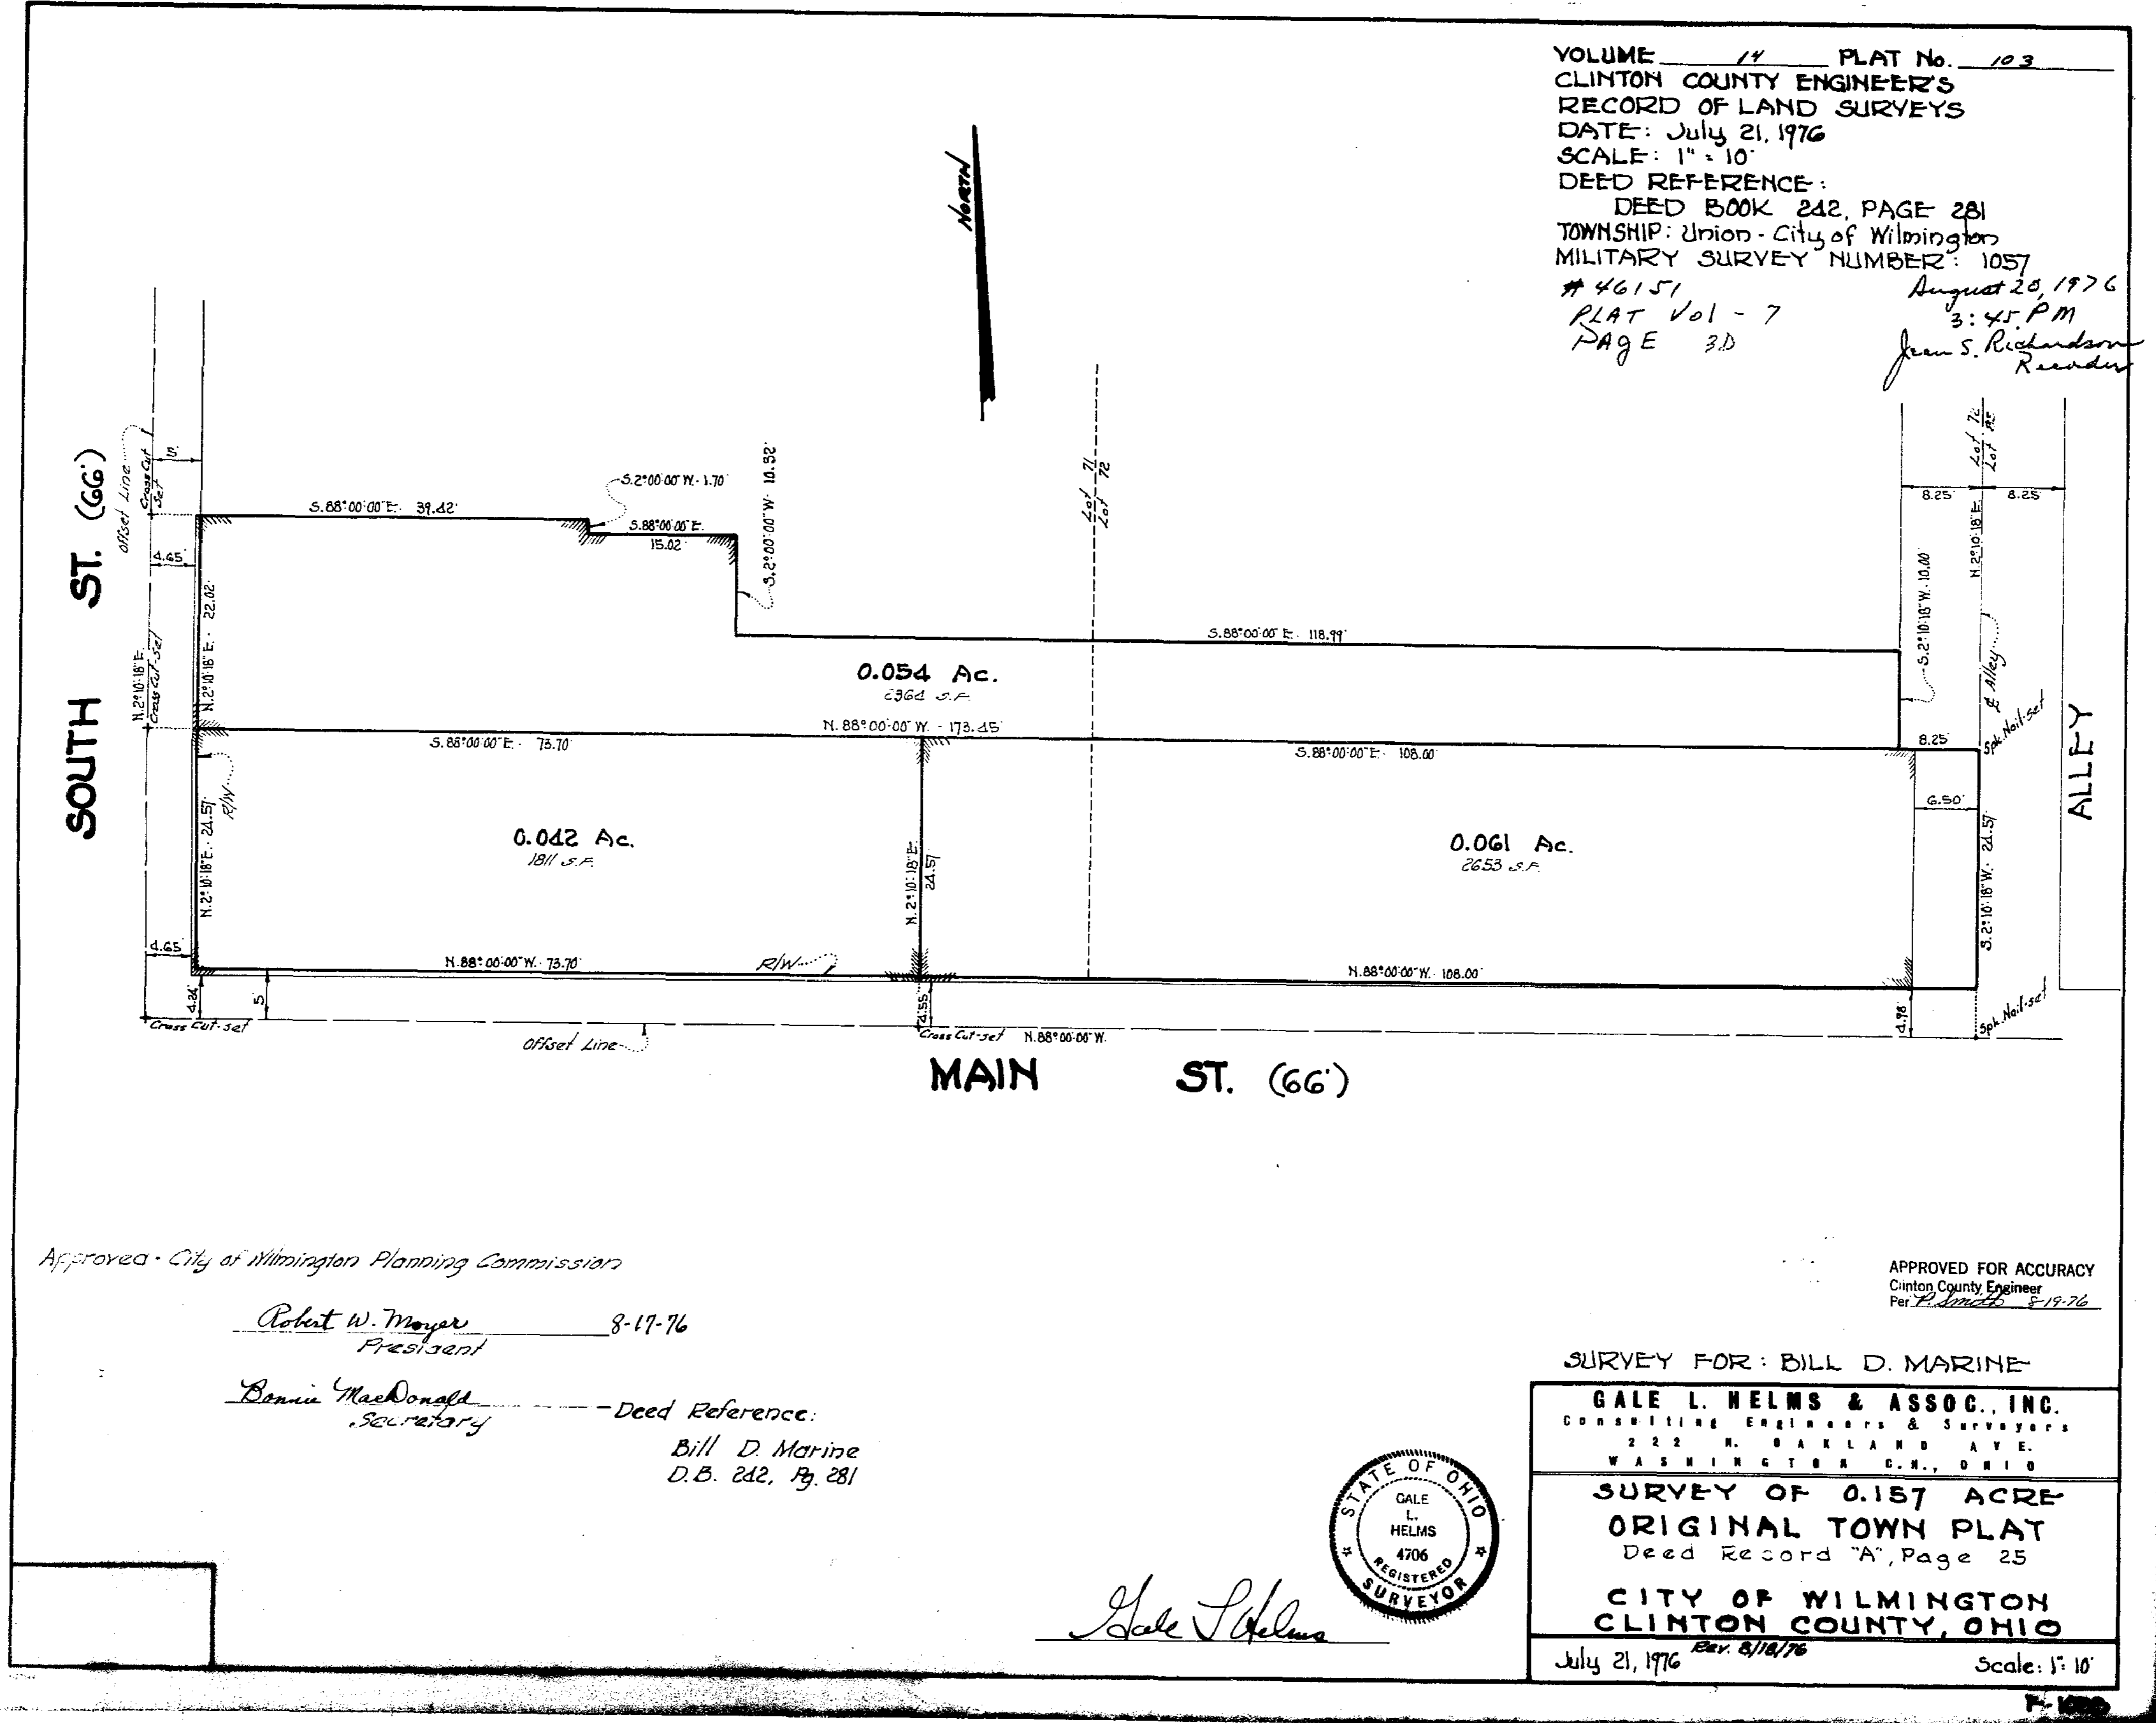 VOLUME 14 PLAT No. 103
CLINTON COUNTY ENGINEER'S
RECORD OF LAND SURVEYS
DATE: July 21, 1976
SCALE: 1" = 10'
DEED REFERENCE:
DEED BOOK 242, PAGE 281
TOWNSHIP: Union - City of Wilmington
MILITARY SURVEY NUMBER: 1057
# 46151
PLAT Vol - 7
PAgE 3D
August 20, 1976
3:45 PM
Jean S. Richardson
Recorder
NORTH
SOUTH ST. (66')
Offset Line
Cross Cut
Set
5'
4.65'
N.2°10'18"E.
Cross Cut-Set
N.2°10'18"E. - 22.02'
S.88°00'00"E. 39.42'
S.2°00'00"W. - 1.70'
S.88°00'00"E.
15.02'
S.2°00'00"W. - 10.32'
Lot 71
Lot 72
S.88°00'00"E. - 118.99'
Lot 72
Lot
8.25'
8.25'
N.2°10'18"E.
S.2°10'18"W. - 10.00'
℄ Alley
Spk. Nail-set
8.25'
ALLEY
0.054 Ac.
2364 S.F.
N.88°00'00"W. - 173.45'
S.88°00'00"E. - 73.70'
S.88°00'00"E. - 108.00'
R/W
N.2°10'18"E. - 24.57'
0.042 Ac.
1811 S.F.
N.2°10'18"E.
24.57'
0.061 Ac.
2653 S.F.
6.50'
S.2°10'18"W. - 24.57'
4.65'
N.88°00'00"W. - 73.70'
R/W
N.88°00'00"W. - 108.00'
4.24'
5'
4.55'
4.78'
Cross Cut-set
Offset Line
Cross Cut-set
N.88°00'00"W.
Spk. Nail-set
MAIN ST. (66')
Approved - City of Wilmington Planning Commission
Robert W. Moyer 8-17-76
President
Bonnie MacDonald
Secretary
Deed Reference:
Bill D. Marine
D.B. 242, Pg. 281
APPROVED FOR ACCURACY
Clinton County Engineer
Per P. Smith 8-19-76
SURVEY FOR: BILL D. MARINE
GALE L. HELMS & ASSOC., INC.
Consulting Engineers & Surveyors
222 N. OAKLAND AVE.
WASHINGTON C.H., OHIO
SURVEY OF 0.157 ACRE
ORIGINAL TOWN PLAT
Deed Record "A", Page 25
CITY OF WILMINGTON
CLINTON COUNTY, OHIO
July 21, 1976 Rev. 8/18/76 Scale: 1": 10'
STATE OF OHIO
GALE
L.
HELMS
4706
REGISTERED
SURVEYOR
Gale L Helms